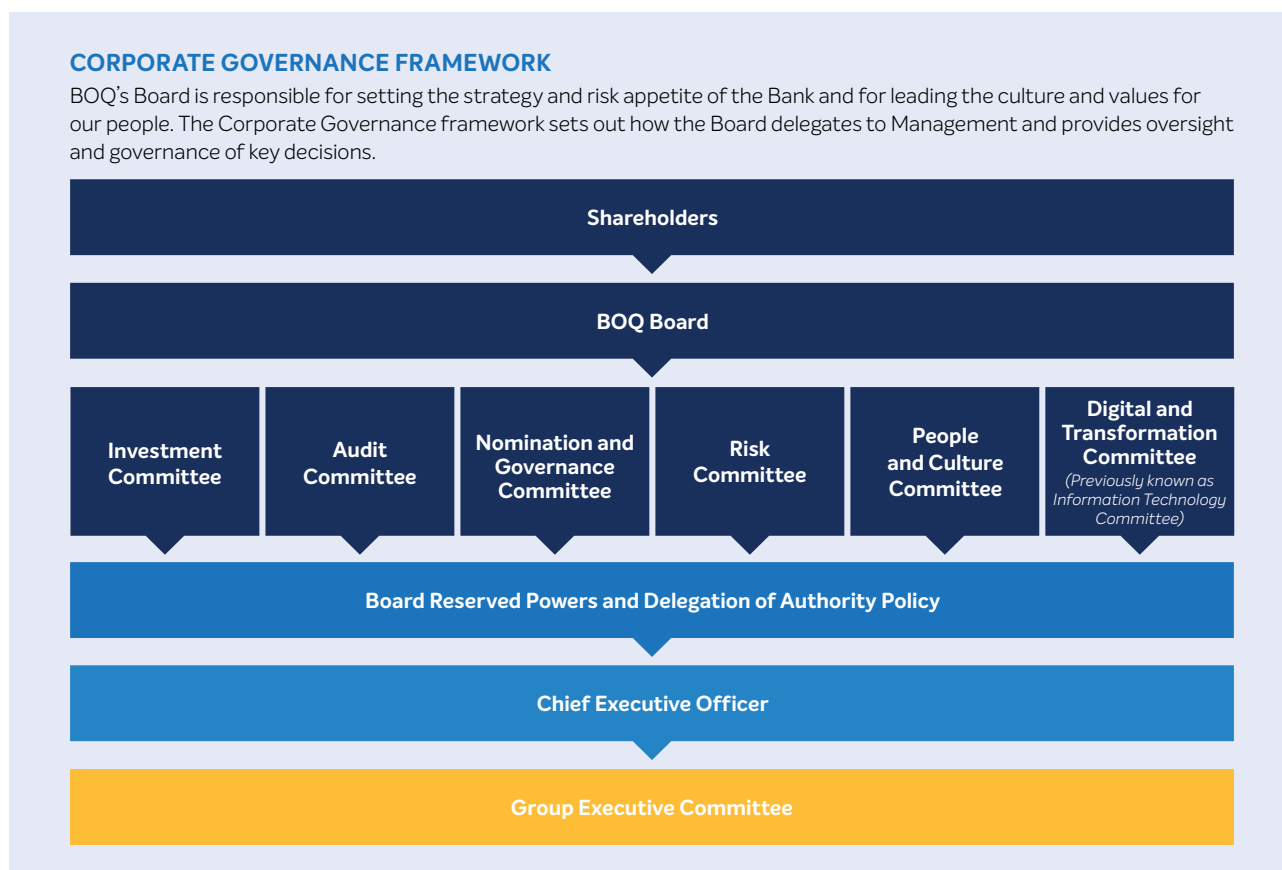 CORPORATE GOVERNANCE FRAMEWORK
BOQ’s Board is responsible for setting the strategy and risk appetite of the Bank and for leading the culture and values for
our people. The Corporate Governance framework sets out how the Board delegates to Management and provides oversight
and governance of key decisions.
Shareholders
BOQ Board
Investment
Committee
Audit
Committee
Nomination and
Governance
Committee
Risk
Committee
People
and Culture
Committee
Digital and
Transformation
Committee
(Previously known as
Information Technology
Committee)
Board Reserved Powers and Delegation of Authority Policy
Chief Executive Officer
Group Executive Committee